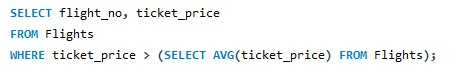 SELECT flight_no, ticket_price
FROM Flights
WHERE ticket_price > (SELECT AVG(ticket_price) FROM Flights);